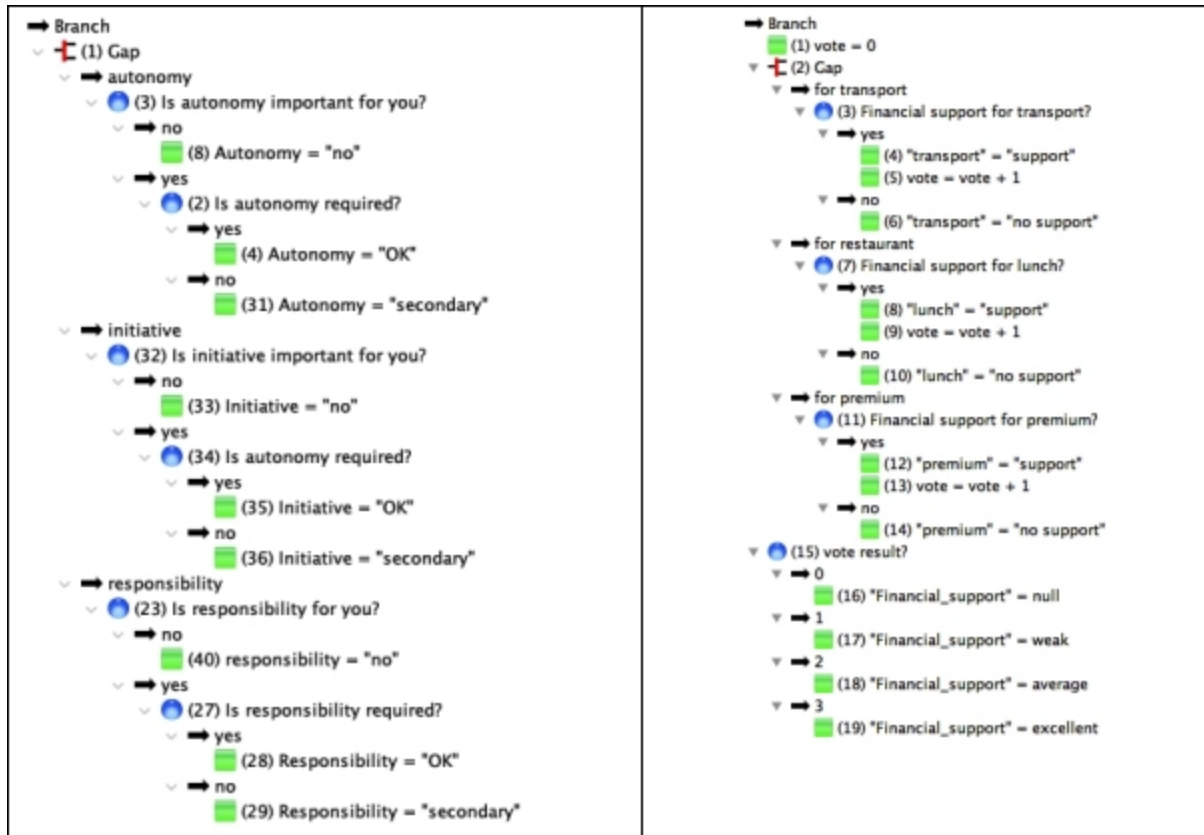 Branch
(1) Gap
autonomy
(3) Is autonomy important for you?
no
(8) Autonomy = "no"
yes
(2) Is autonomy required?
yes
(4) Autonomy = "OK"
no
(31) Autonomy = "secondary"
initiative
(32) Is initiative important for you?
no
(33) Initiative = "no"
yes
(34) Is autonomy required?
yes
(35) Initiative = "OK"
no
(36) Initiative = "secondary"
responsibility
(23) Is responsibility for you?
no
(40) responsibility = "no"
yes
(27) Is responsibility required?
yes
(28) Responsibility = "OK"
no
(29) Responsibility = "secondary"
Branch
(1) vote = 0
(2) Gap
for transport
(3) Financial support for transport?
yes
(4) "transport" = "support"
(5) vote = vote + 1
no
(6) "transport" = "no support"
for restaurant
(7) Financial support for lunch?
yes
(8) "lunch" = "support"
(9) vote = vote + 1
no
(10) "lunch" = "no support"
for premium
(11) Financial support for premium?
yes
(12) "premium" = "support"
(13) vote = vote + 1
no
(14) "premium" = "no support"
(15) vote result?
0
(16) "Financial_support" = null
1
(17) "Financial_support" = weak
2
(18) "Financial_support" = average
3
(19) "Financial_support" = excellent